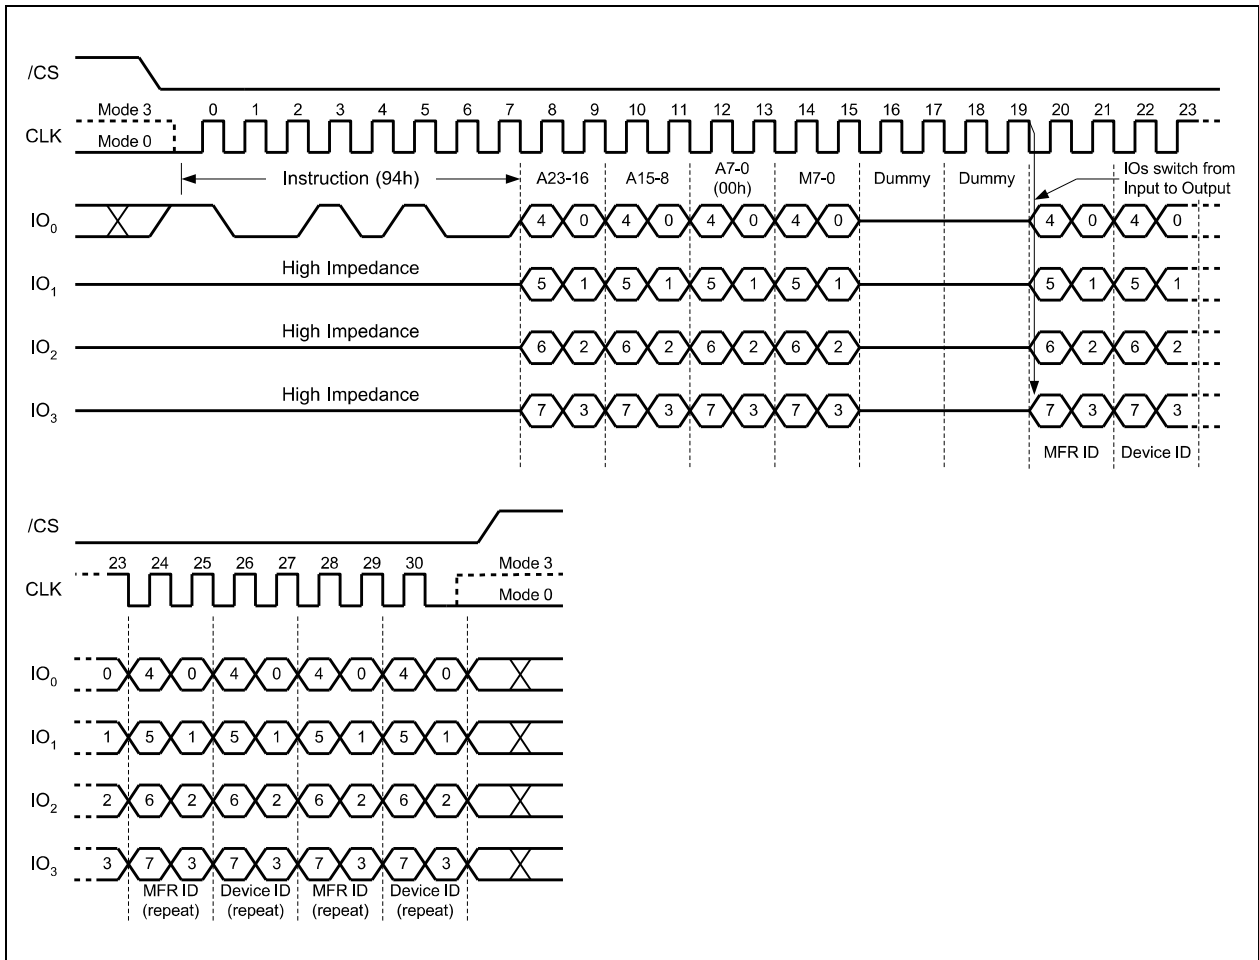 /CS
Mode 3
0 1 2 3 4 5 6 7 8 9 10 11 12 13 14 15 16 17 18 19 20 21 22 23
CLK
Mode 0
Instruction (94h)
A23-16
A15-8
A7-0
(00h)
M7-0
Dummy
Dummy
IOs switch from
Input to Output
IO0 4 0 4 0 4 0 4 0 4 0 4 0
High Impedance
IO1 5 1 5 1 5 1 5 1 5 1 5 1
High Impedance
IO2 6 2 6 2 6 2 6 2 6 2 6 2
High Impedance
IO3 7 3 7 3 7 3 7 3 7 3 7 3
MFR ID
Device ID
/CS
23 24 25 26 27 28 29 30
Mode 3
CLK
Mode 0
IO0 0 4 0 4 0 4 0 4 0
IO1 1 5 1 5 1 5 1 5 1
IO2 2 6 2 6 2 6 2 6 2
IO3 3 7 3 7 3 7 3 7 3
MFR ID
(repeat)
Device ID
(repeat)
MFR ID
(repeat)
Device ID
(repeat)